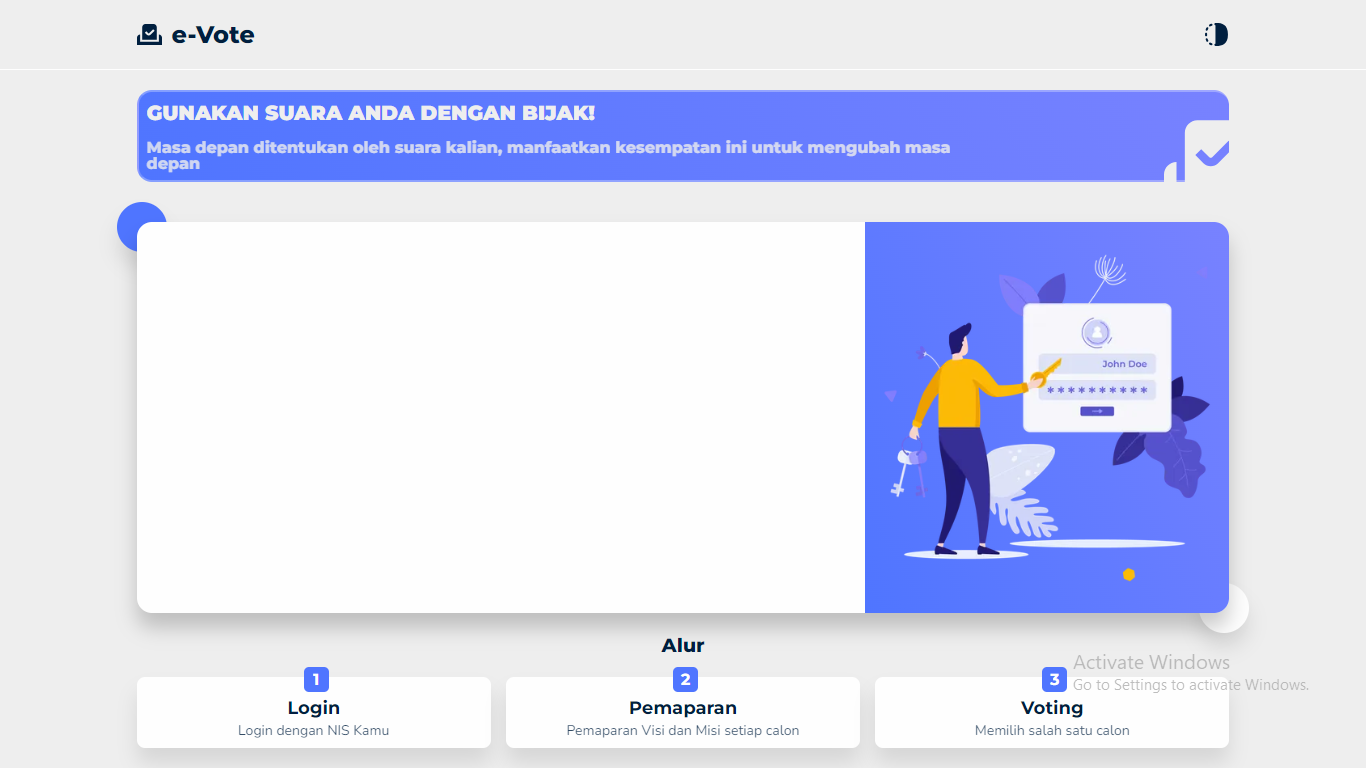 e-Vote
GUNAKAN SUARA ANDA DENGAN BIJAK!
Masa depan ditentukan oleh suara kalian, manfaatkan kesempatan ini untuk mengubah masa
depan
John Doe
**********
Alur
1
Login
Login dengan NIS Kamu
2
Pemaparan
Pemaparan Visi dan Misi setiap calon
3
Voting
Memilih salah satu calon
Activate Windows
Go to Settings to activate Windows.